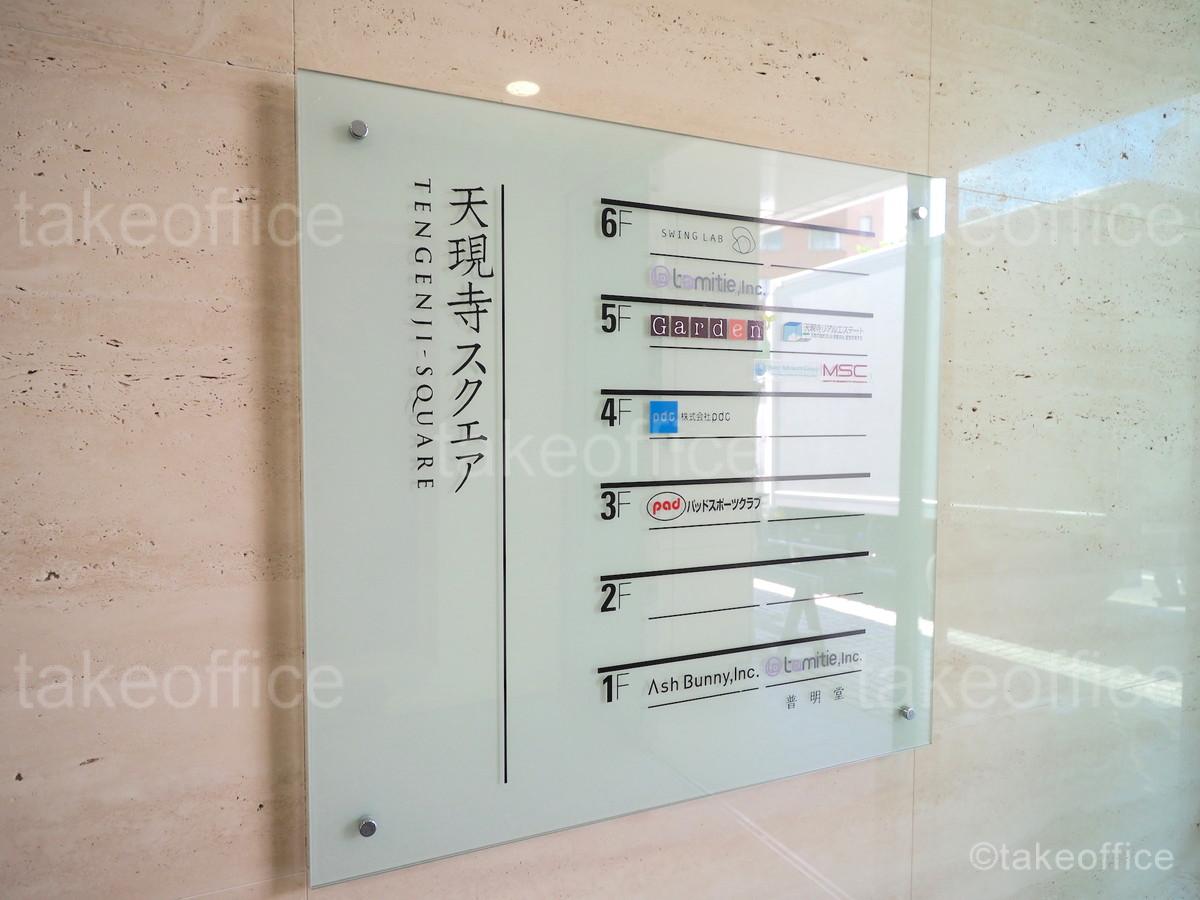 天現寺スクエア
TENGENJI-SQUARE
6F
SWING LAB
tamitie,Inc.
5F
Garden
天現寺リアルエステート
MSC
4F
pdc 株式会社pdc
3F
pad パッドスポーツクラブ
2F
1F
Ash Bunny,Inc.
tamitie,Inc.
普明堂
takeoffice
takeoffice
takeoffice
takeoffice
takeoffice
takeoffice
©takeoffice